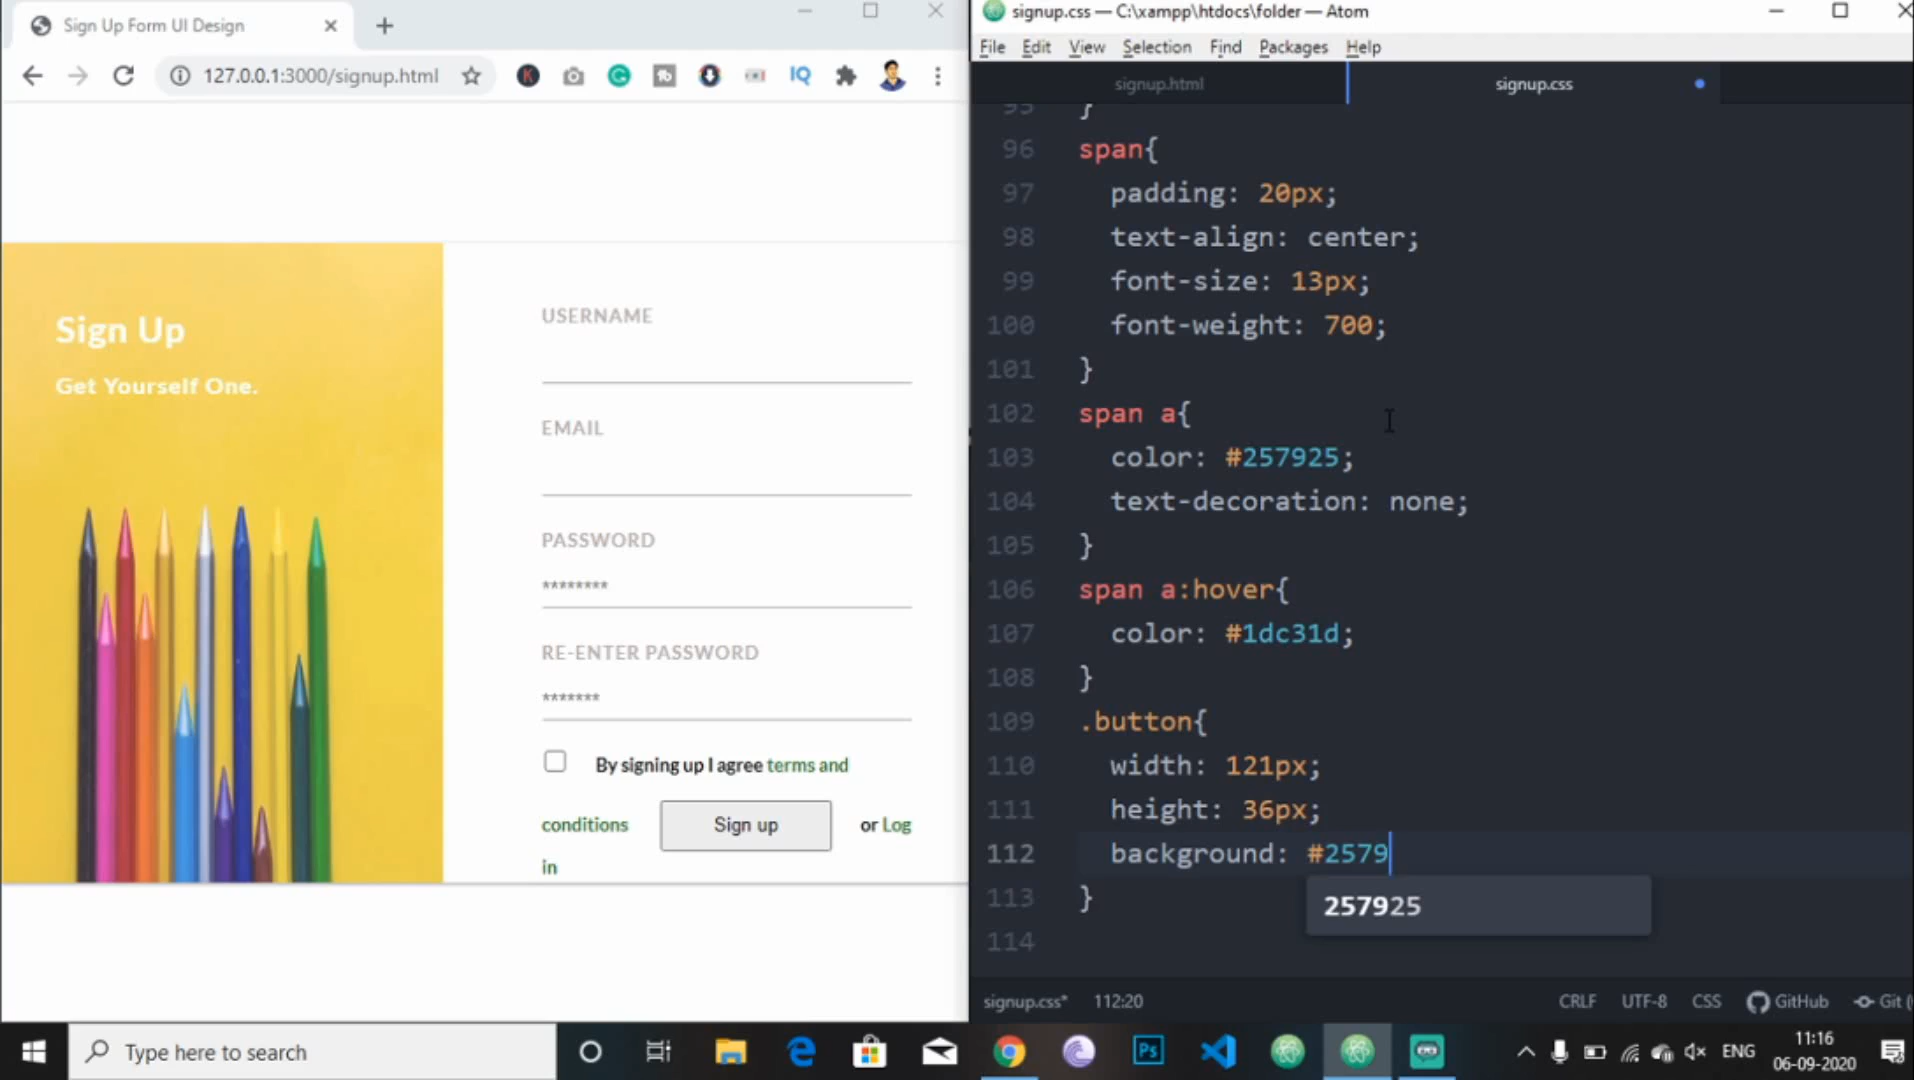 Sign Up Form UI Design
127.0.0.1:3000/signup.html
Sign Up
Get Yourself One.
USERNAME
EMAIL
PASSWORD
********
RE-ENTER PASSWORD
*******
By signing up I agree terms and
conditions Sign up or Log
in
signup.css — C:\xampp\htdocs\folder — Atom
File Edit View Selection Find Packages Help
signup.html signup.css
95 }
96 span{
97 padding: 20px;
98 text-align: center;
99 font-size: 13px;
100 font-weight: 700;
101 }
102 span a{
103 color: #257925;
104 text-decoration: none;
105 }
106 span a:hover{
107 color: #1dc31d;
108 }
109 .button{
110 width: 121px;
111 height: 36px;
112 background: #2579
113 }
257925
114
signup.css* 112:20 CRLF UTF-8 CSS GitHub Git (
Type here to search
Ps
ENG
11:16
06-09-2020